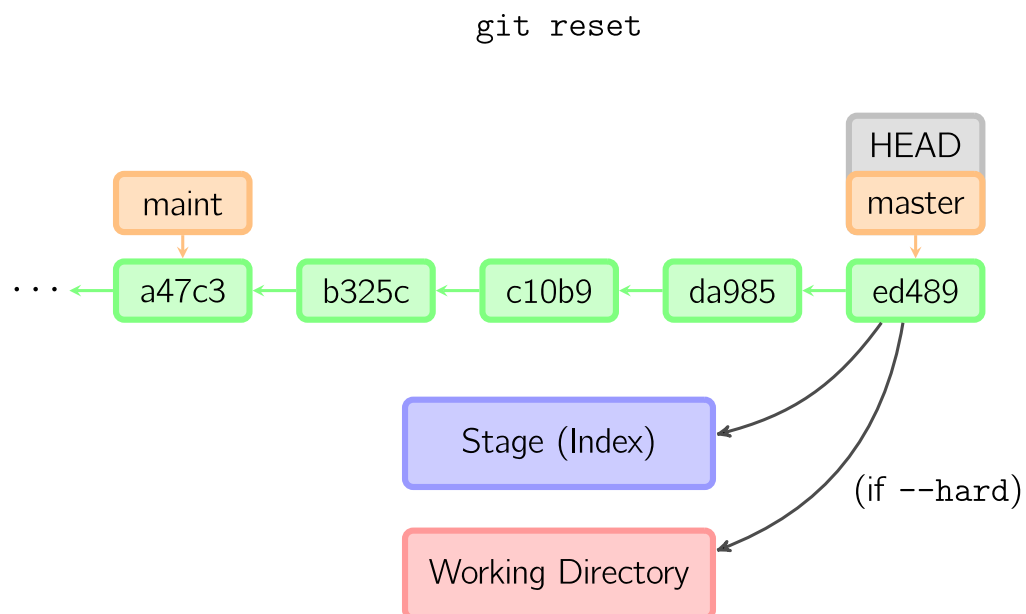 git reset
HEAD
maint
master
... a47c3 b325c c10b9 da985 ed489
Stage (Index)
(if --hard)
Working Directory